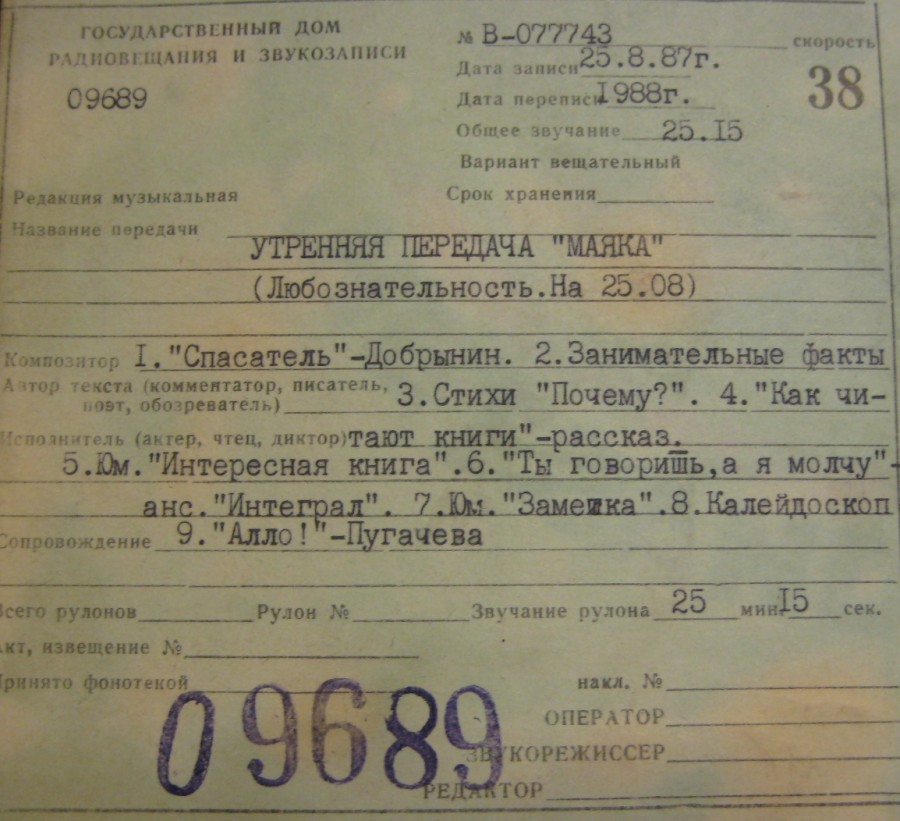 ГОСУДАРСТВЕННЫЙ ДОМ
РАДИОВЕЩАНИЯ И ЗВУКОЗАПИСИ
09689
№ В-077743
скорость
38
Дата записи 25.8.87г.
Дата переписи 1988г.
Общее звучание 25.15
Вариант вещательный
Срок хранения
Редакция музыкальная
Название передачи
УТРЕННЯЯ ПЕРЕДАЧА "МАЯКА"
(Любознательность.На 25.08)
Композитор 1."Спасатель"-Добрынин. 2.Занимательные факты
Автор текста (комментатор, писатель,
поэт, обозреватель) 3.Стихи "Почему?". 4."Как чи-
Исполнитель (актер, чтец, диктор) тают книги"-рассказ.
5.Юм."Интересная книга".6."Ты говоришь,а я молчу"-
анс."Интеграл". 7.Юм."Замешка".8.Калейдоскоп
Сопровождение 9."Алло!"-Пугачева
Всего рулонов Рулон № Звучание рулона 25 мин 15 сек.
Акт, извещение №
Принято фонотекой
накл. №
ОПЕРАТОР
ЗВУКОРЕЖИССЕР
РЕДАКТОР
09689